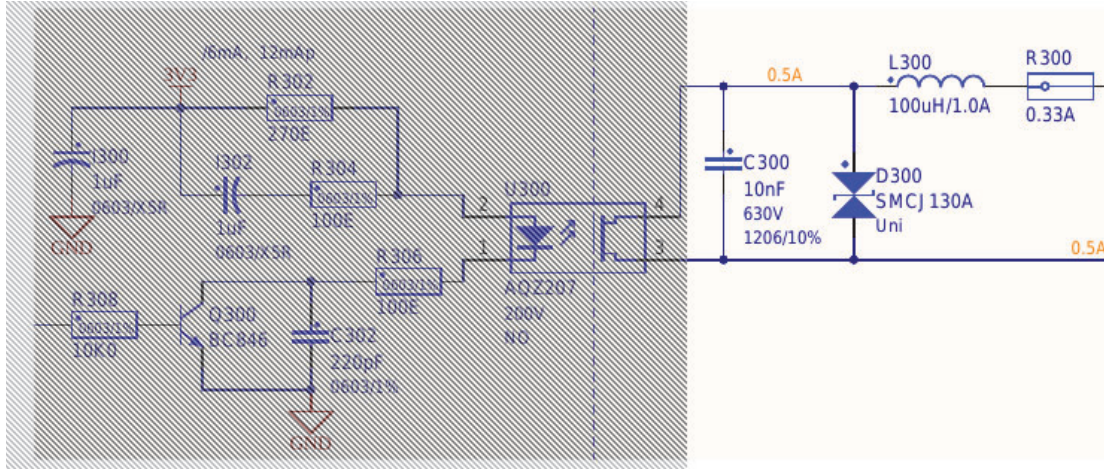 /6mA, 12mAp
3V3
R302
0603/1%
270E
I300
1uF
0603/X5R
GND
I302
1uF
0603/X5R
R304
0603/1%
100E
U300
2
1
4
3
AQZ207
200V
NO
R306
0603/1%
100E
R308
0603/1%
10K0
Q300
BC846
C302
220pF
0603/1%
GND
0.5A
L300
100uH/1.0A
R300
0.33A
C300
10nF
630V
1206/10%
D300
SMCJ130A
Uni
0.5A